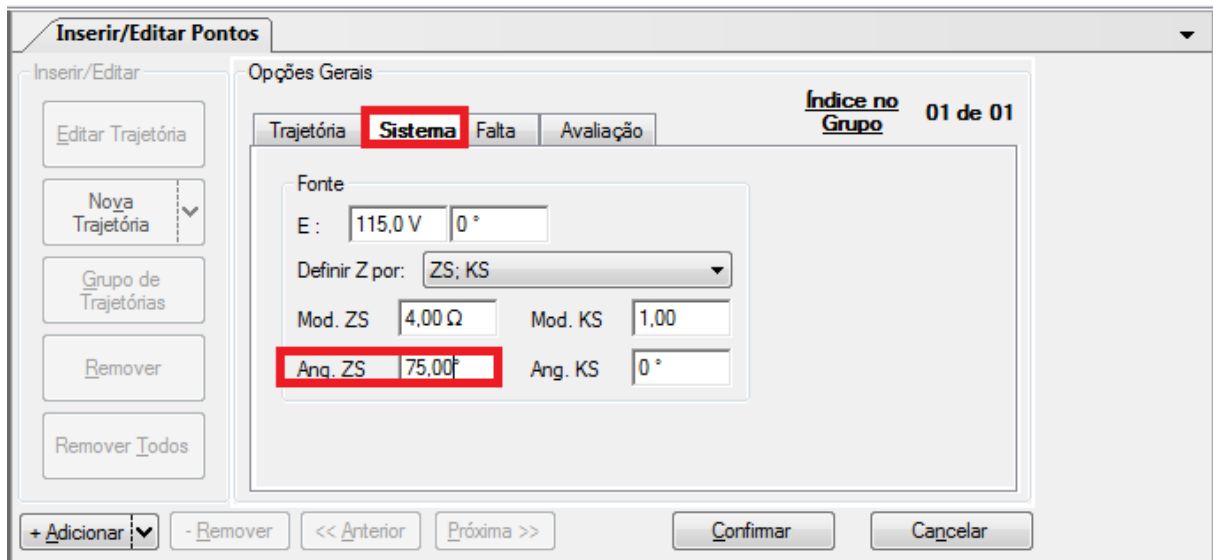 Inserir/Editar Pontos
Inserir/Editar
Editar Trajetória
Nova
Trajetória
Grupo de
Trajetórias
Remover
Remover Todos
Opções Gerais
Índice no
Grupo
01 de 01
Trajetória Sistema Falta Avaliação
Fonte
E : 115,0 V 0 °
Definir Z por: ZS; KS
Mod. ZS 4,00 Ω Mod. KS 1,00
Ang. ZS 75,00° Ang. KS 0 °
+ Adicionar - Remover << Anterior Próxima >> Confirmar Cancelar